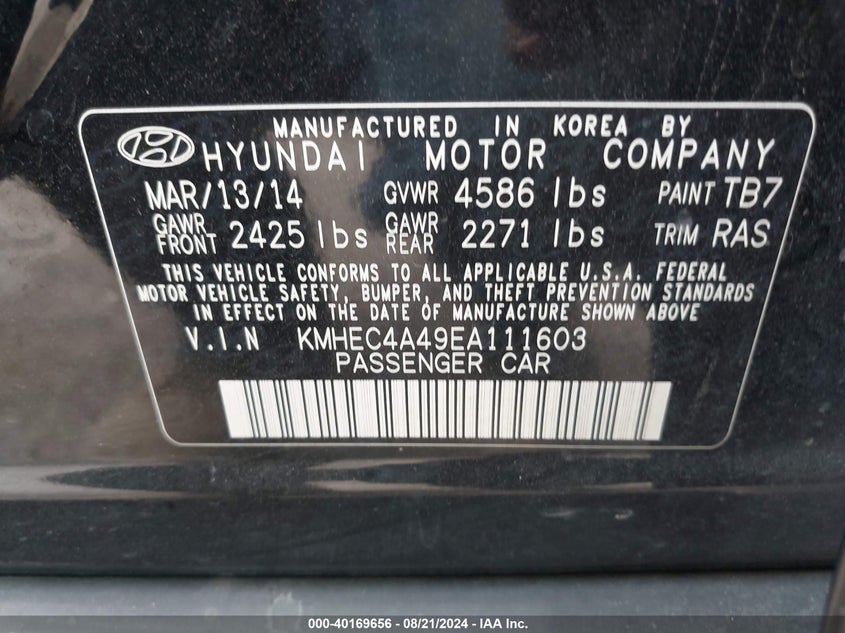 MANUFACTURED IN KOREA BY
HYUNDAI MOTOR COMPANY
MAR/13/14 GVWR 4586 lbs PAINT TB7
GAWR FRONT 2425 lbs GAWR REAR 2271 lbs TRIM RAS
THIS VEHICLE CONFORMS TO ALL APPLICABLE U.S.A. FEDERAL
MOTOR VEHICLE SAFETY, BUMPER, AND THEFT PREVENTION STANDARDS
IN EFFECT ON THE DATE OF MANUFACTURE SHOWN ABOVE
V.I.N KMHEC4A49EA111603
PASSENGER CAR
000-40169656 - 08/21/2024 - IAA Inc.